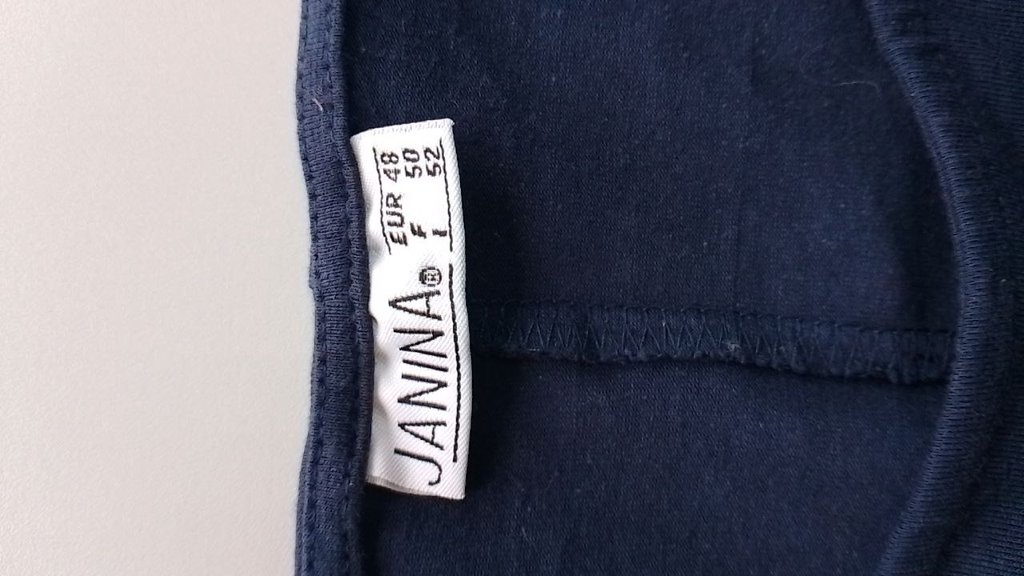 JANINA®
EUR 48
F 50
I 52